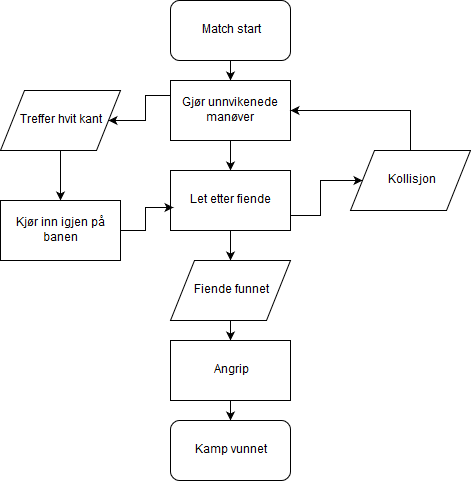 Match start
Gjør unnvikenede
manøver
Treffer hvit kant
Let etter fiende
Kollisjon
Kjør inn igjen på
banen
Fiende funnet
Angrip
Kamp vunnet